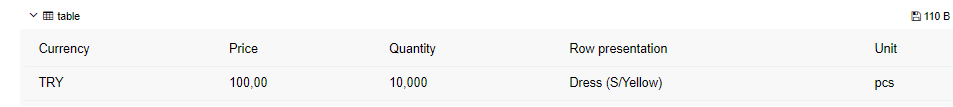 table 110 B
Currency Price Quantity Row presentation Unit
TRY 100,00 10,000 Dress (S/Yellow) pcs